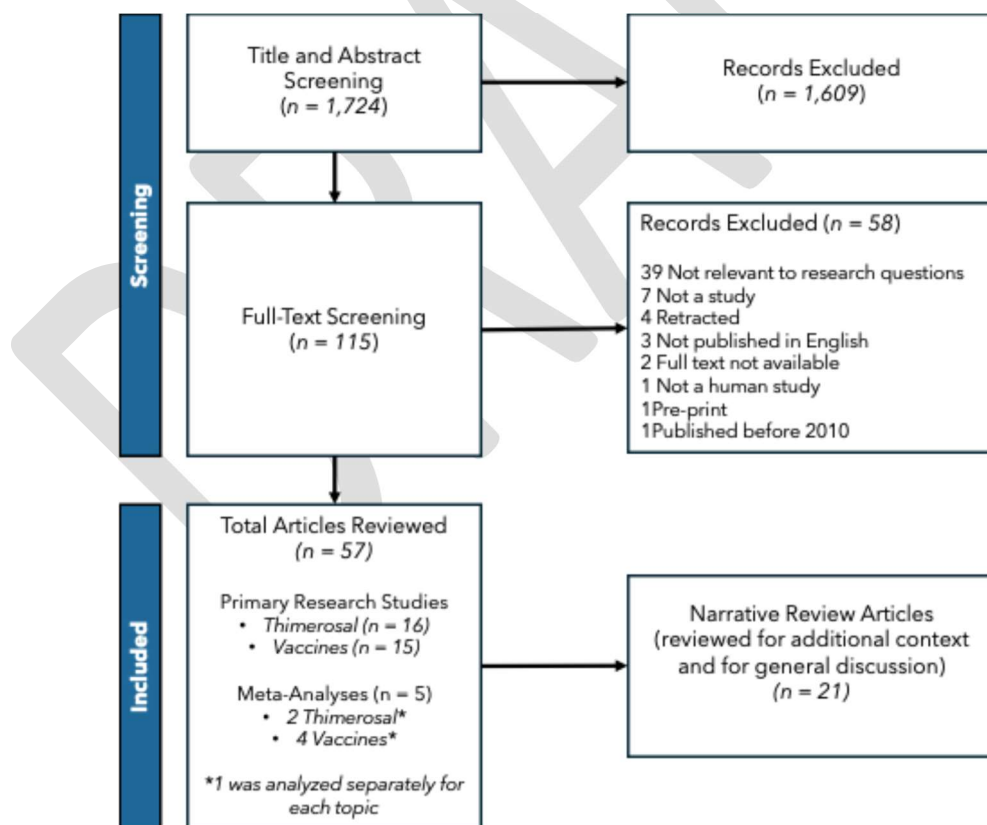 Screening
Title and Abstract
Screening
(n = 1,724)
Records Excluded
(n = 1,609)
Full-Text Screening
(n = 115)
Records Excluded (n = 58)
39 Not relevant to research questions
7 Not a study
4 Retracted
3 Not published in English
2 Full text not available
1 Not a human study
1Pre-print
1Published before 2010
Included
Total Articles Reviewed
(n = 57)
Primary Research Studies
• Thimerosal (n = 16)
• Vaccines (n = 15)
Meta-Analyses (n = 5)
• 2 Thimerosal*
• 4 Vaccines*
*1 was analyzed separately for
each topic
Narrative Review Articles
(reviewed for additional context
and for general discussion)
(n = 21)